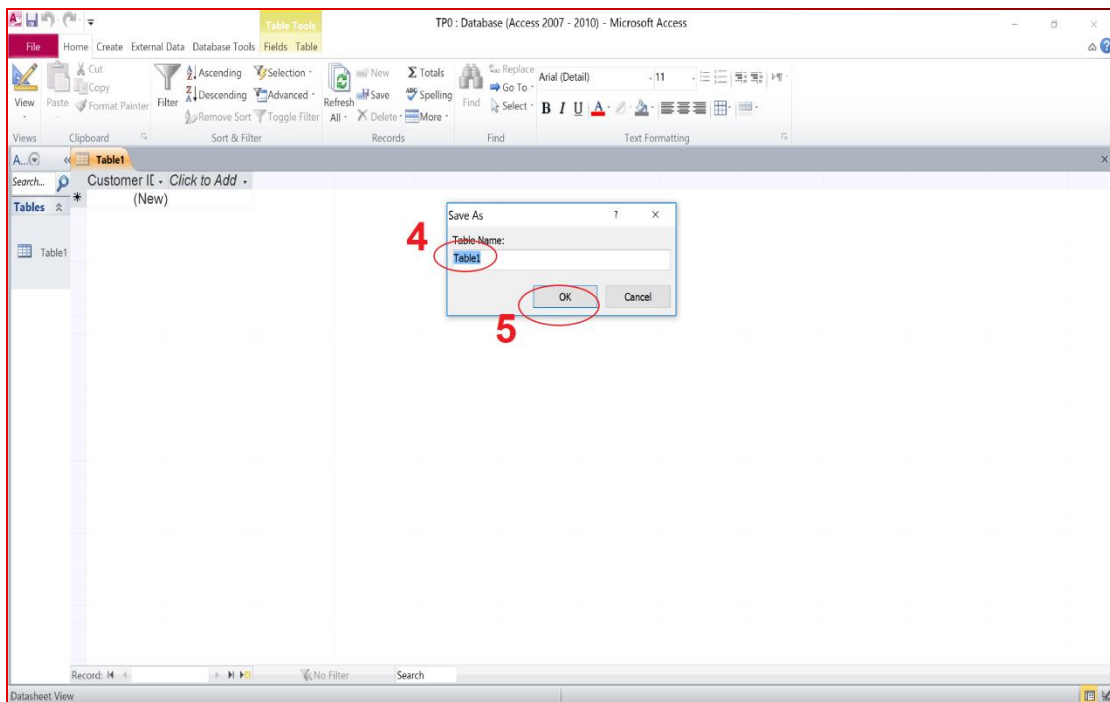 Table Tools
TP0 : Database (Access 2007 - 2010) - Microsoft Access
File Home Create External Data Database Tools Fields Table
View
Views
Paste
Cut
Copy
Format Painter
Clipboard
Filter
Ascending
Descending
Remove Sort
Selection
Advanced
Toggle Filter
Sort & Filter
Refresh
All
New
Save
Delete
Totals
Spelling
More
Records
Find
Replace
Go To
Select
Find
Arial (Detail) 11
B I U A
Text Formatting
A... « Table1
Search...
Tables
Table1
Customer ID Click to Add
* (New)
Save As ? ×
4
Table Name:
Table1
OK Cancel
5
Record: No Filter Search
Datasheet View